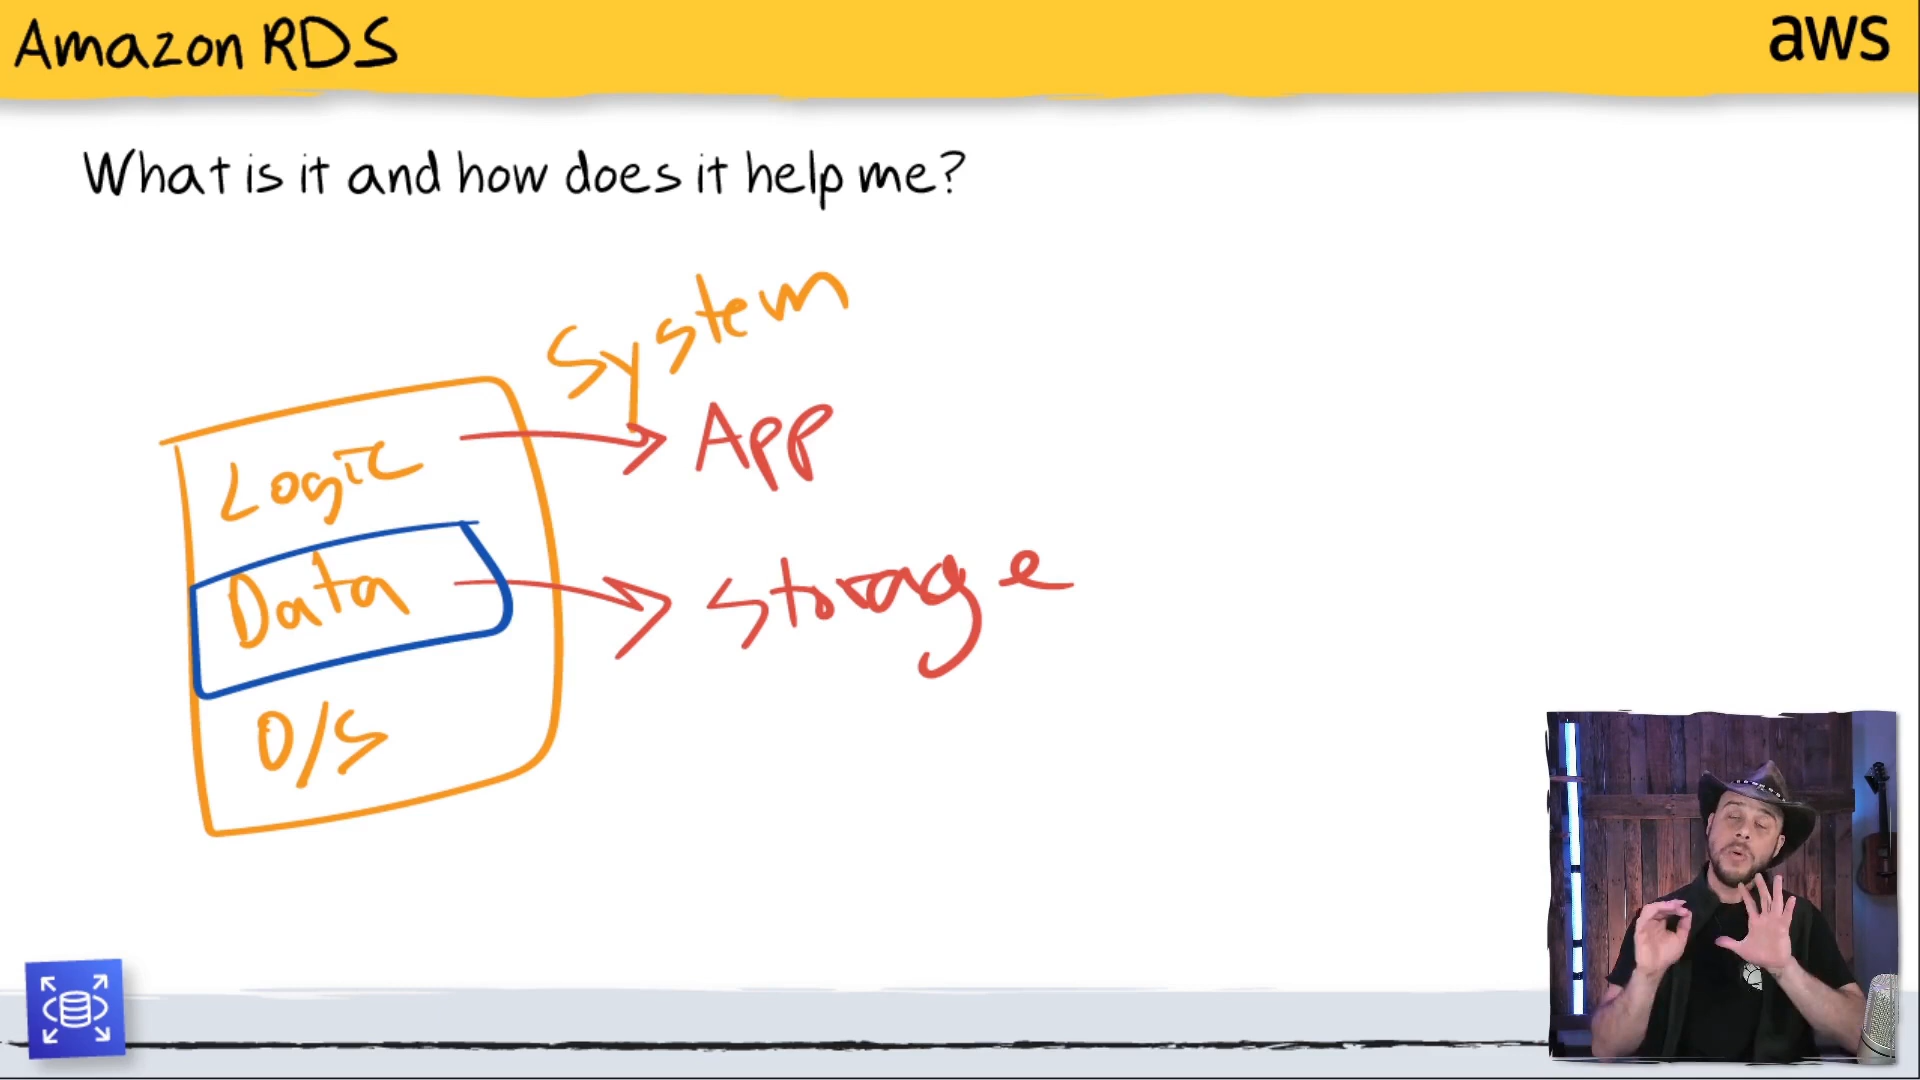 Amazon RDS
aws
What is it and how does it help me?
System
Logic
App
Data
Storage
O/S